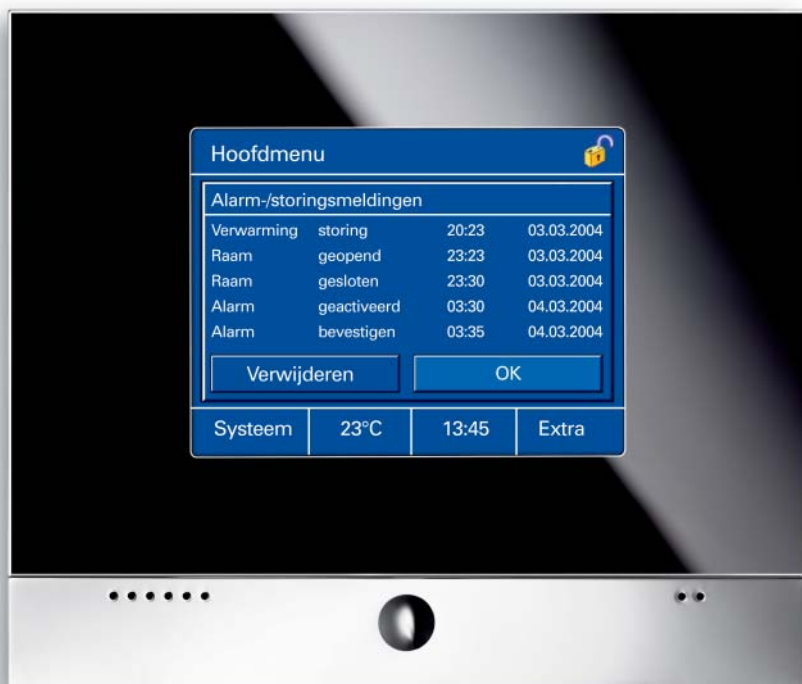 Hoofdmenu
Alarm-/storingsmeldingen
Verwarming storing 20:23 03.03.2004
Raam geopend 23:23 03.03.2004
Raam gesloten 23:30 03.03.2004
Alarm geactiveerd 03:30 04.03.2004
Alarm bevestigen 03:35 04.03.2004
Verwijderen OK
Systeem 23°C 13:45 Extra